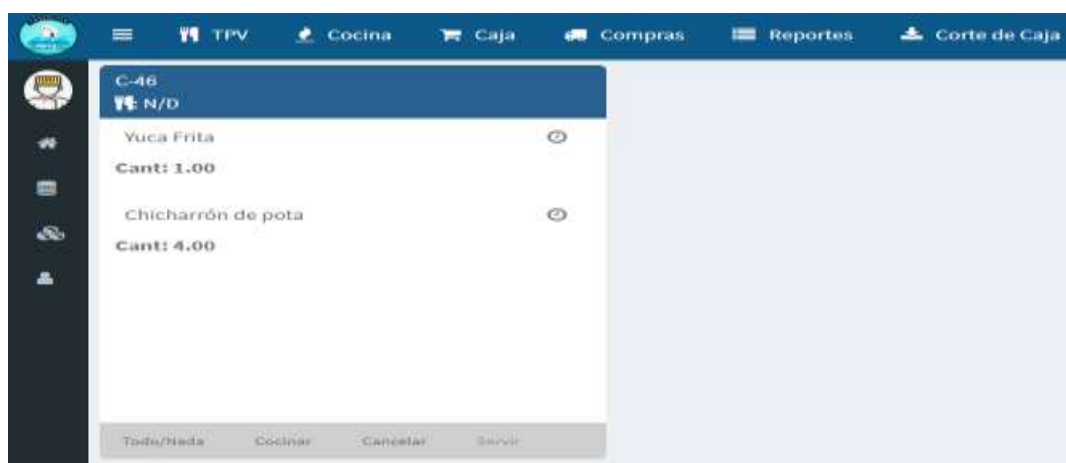 TPV Cocina Caja Compras Reportes Corte de Caja
C-46
: N/D
Yuca Frita
Cant: 1.00
Chicharrón de pota
Cant: 4.00
Todo/Nada Cocinar Cancelar Servir